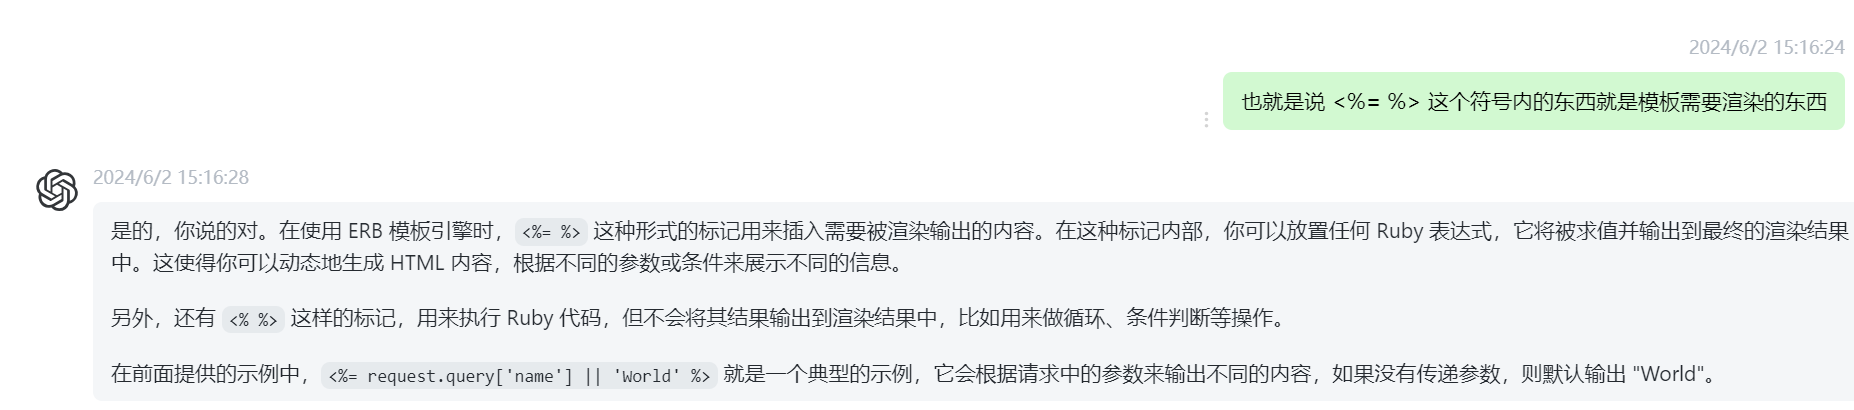 2024/6/2 15:16:24
也就是说 <%= %> 这个符号内的东西就是模板需要渲染的东西
2024/6/2 15:16:28
是的，你说的对。在使用 ERB 模板引擎时， <%= %> 这种形式的标记用来插入需要被渲染输出的内容。在这种标记内部，你可以放置任何 Ruby 表达式，它将被求值并输出到最终的渲染结果
中。这使得你可以动态地生成 HTML 内容，根据不同的参数或条件来展示不同的信息。
另外，还有 <% %> 这样的标记，用来执行 Ruby 代码，但不会将其结果输出到渲染结果中，比如用来做循环、条件判断等操作。
在前面提供的示例中， <%= request.query['name'] || 'World' %> 就是一个典型的示例，它会根据请求中的参数来输出不同的内容，如果没有传递参数，则默认输出 "World"。